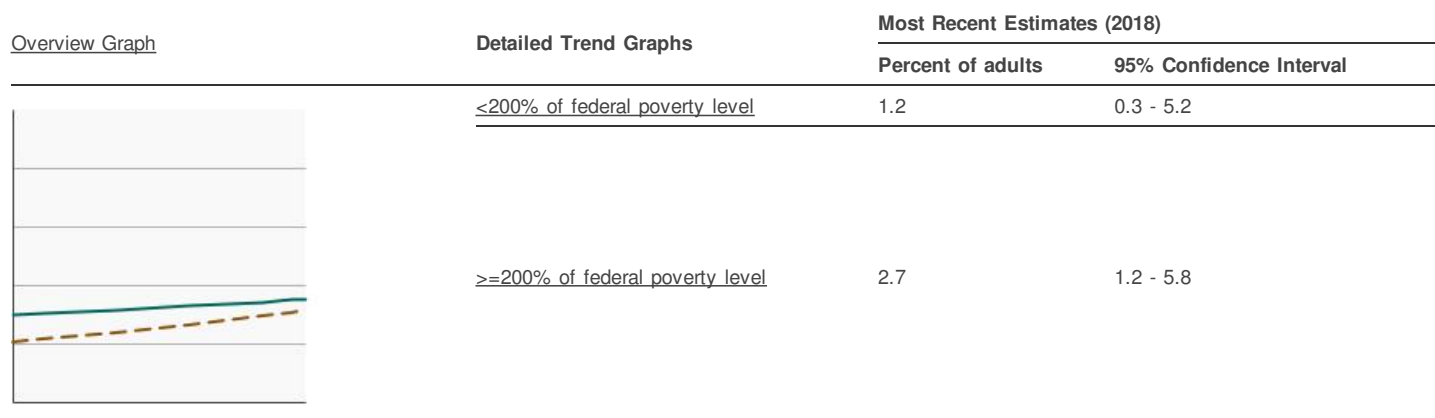 Overview Graph
Detailed Trend Graphs
Most Recent Estimates (2018)
Percent of adults
95% Confidence Interval
<200% of federal poverty level 1.2 0.3 - 5.2
>=200% of federal poverty level 2.7 1.2 - 5.8